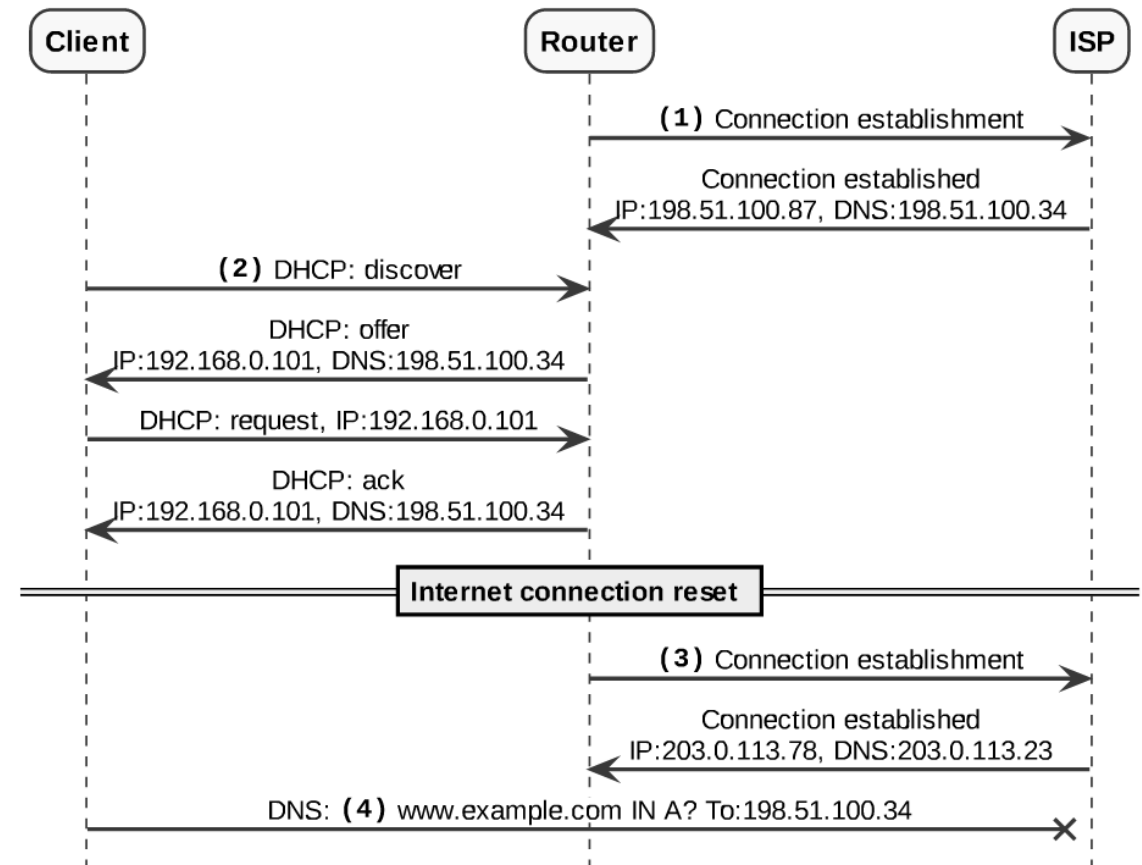 Client
Router
ISP
(1) Connection establishment
Connection established
IP:198.51.100.87, DNS:198.51.100.34
(2) DHCP: discover
DHCP: offer
IP:192.168.0.101, DNS:198.51.100.34
DHCP: request, IP:192.168.0.101
DHCP: ack
IP:192.168.0.101, DNS:198.51.100.34
Internet connection reset
(3) Connection establishment
Connection established
IP:203.0.113.78, DNS:203.0.113.23
DNS: (4) www.example.com IN A? To:198.51.100.34